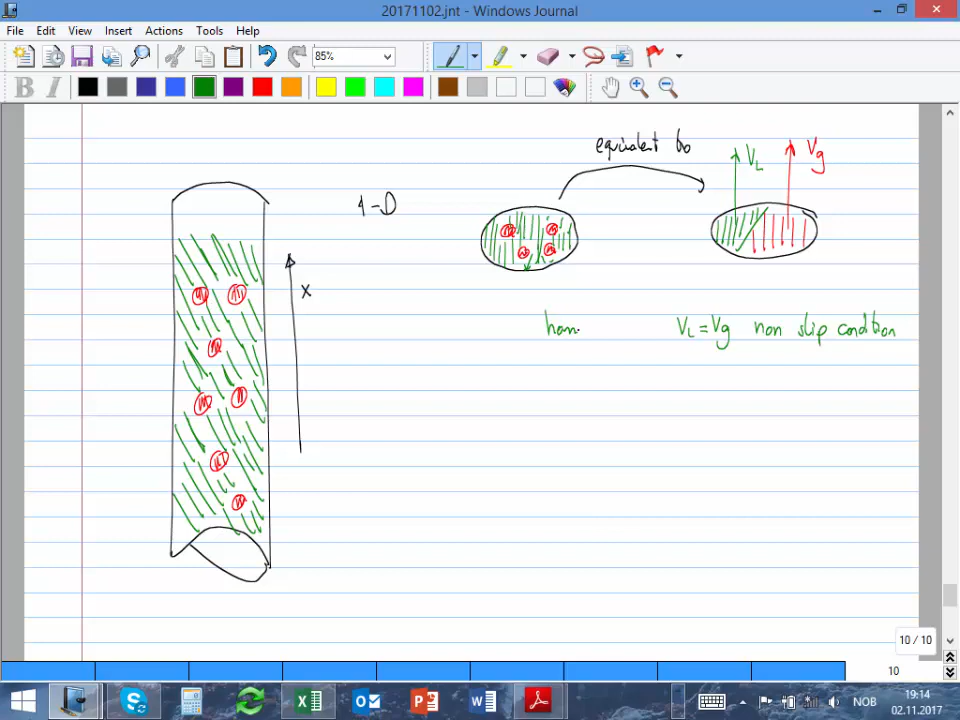 20171102.jnt - Windows Journal
File Edit View Insert Actions Tools Help
85%
B I
equivalent to
VL Vg
1-D
x
hom
VL = Vg non slip condition
10 / 10
10
NOB
19:14
02.11.2017